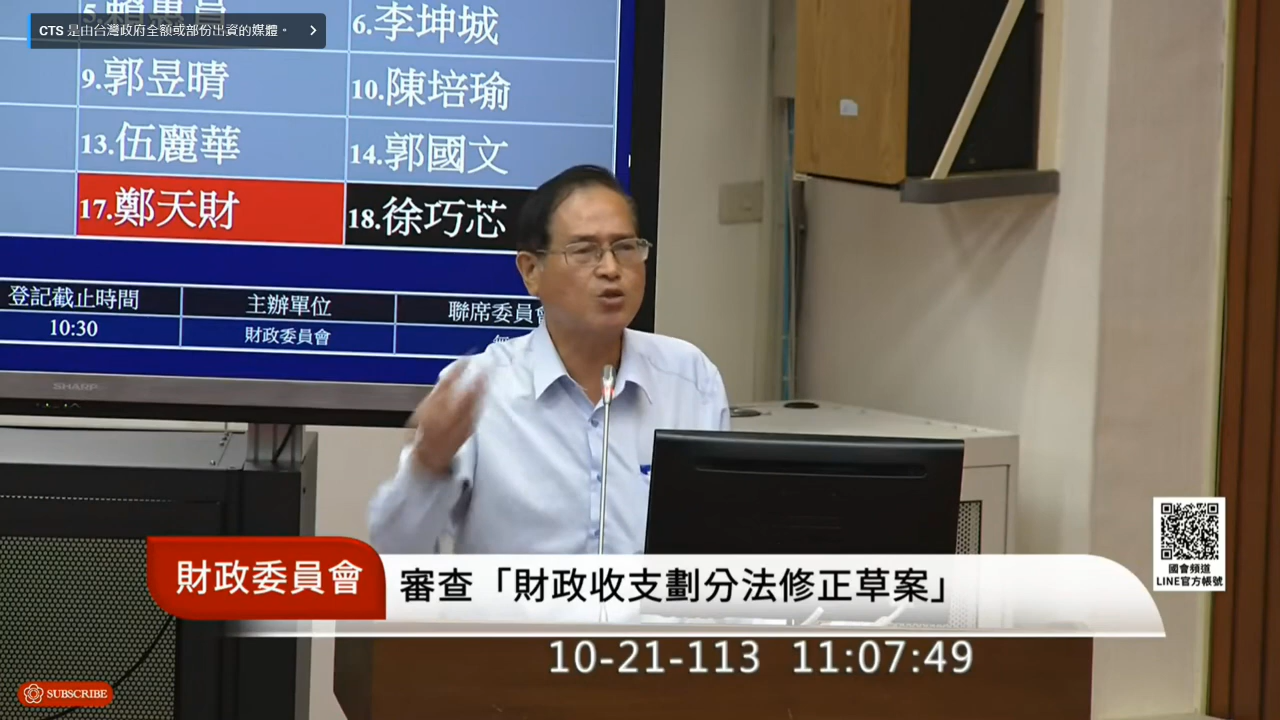 5.賴惠員
CTS 是由台灣政府全額或部份出資的媒體。
6.李坤城
9.郭昱晴
10.陳培瑜
13.伍麗華
14.郭國文
17.鄭天財
18.徐巧芯
登記截止時間
主辦單位
聯席委員會
10:30
財政委員會
SHARP
國會頻道
LINE官方帳號
財政委員會
審查「財政收支劃分法修正草案」
10-21-113 11:07:49
SUBSCRIBE